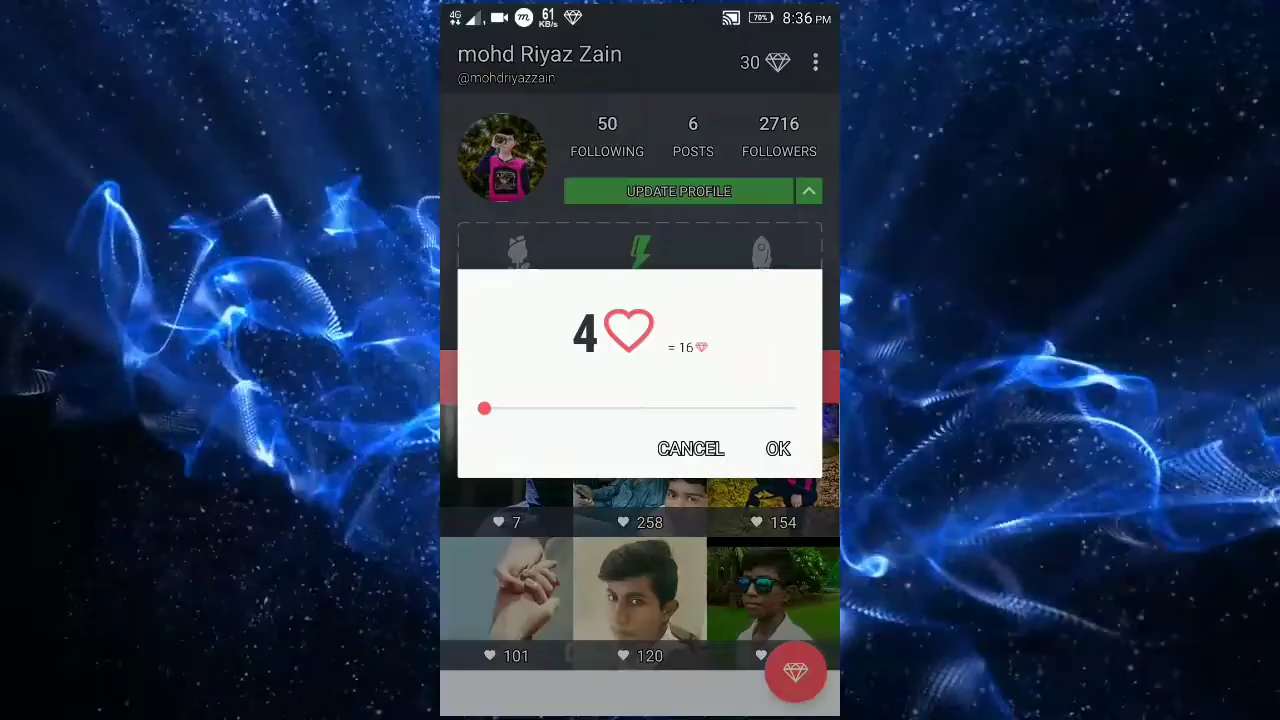 4G 61 KB/s 70% 8:36 PM
mohd Riyaz Zain
@mohdriyazzain
30
50 6 2716
FOLLOWING POSTS FOLLOWERS
UPDATE PROFILE
4 = 16
CANCEL OK
7 258 154
101 120